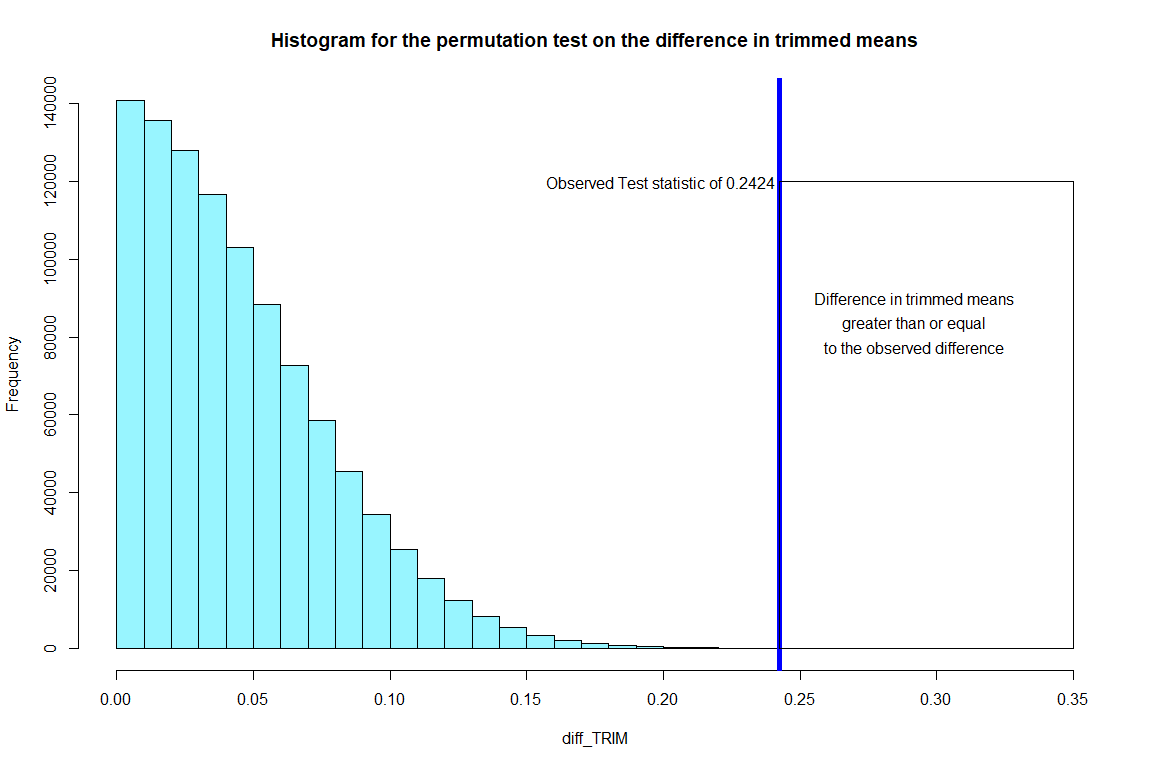 Histogram for the permutation test on the difference in trimmed means
Frequency
140000
120000
100000
80000
60000
40000
20000
0
Observed Test statistic of 0.2424
Difference in trimmed means
greater than or equal
to the observed difference
0.00 0.05 0.10 0.15 0.20 0.25 0.30 0.35
diff_TRIM